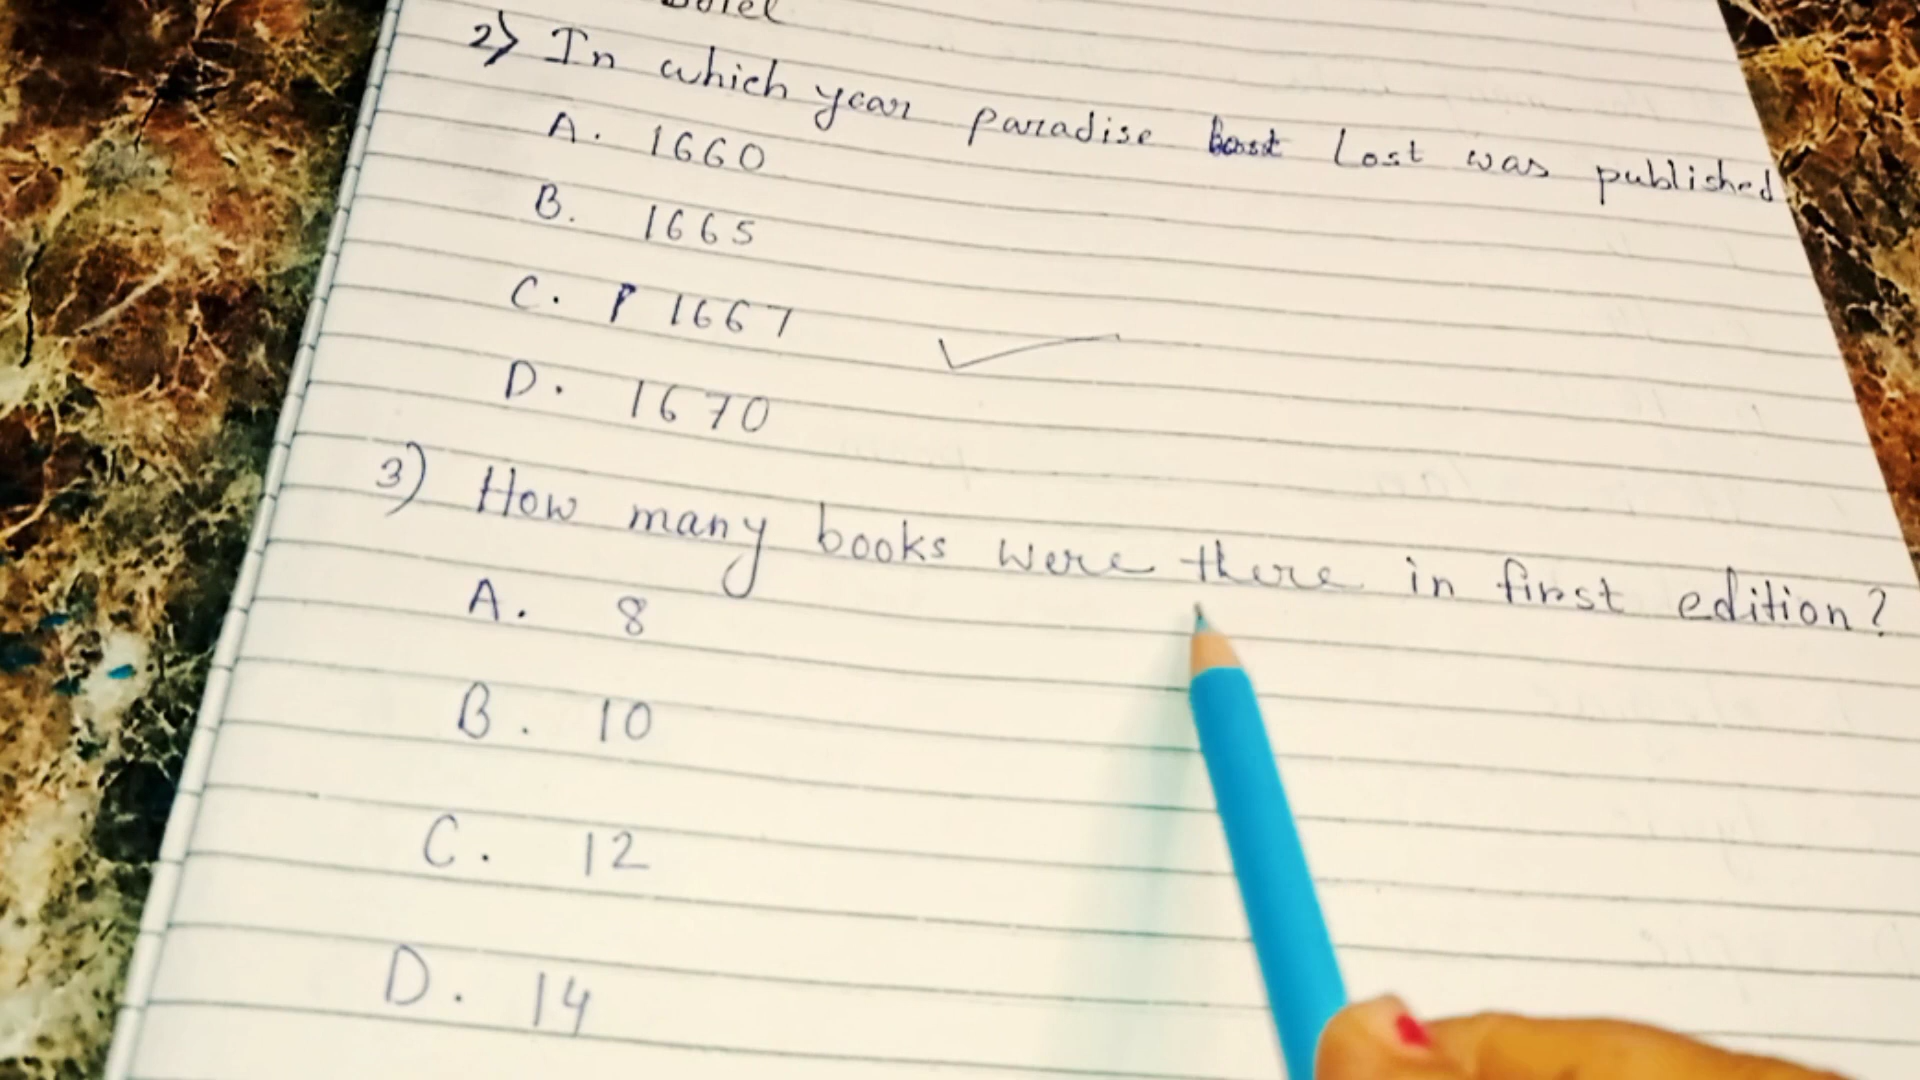 2) In which year paradise Lost was published
A. 1660
B. 1665
C. 1667
D. 1670
3) How many books were there in first edition?
A. 8
B. 10
C. 12
D. 14